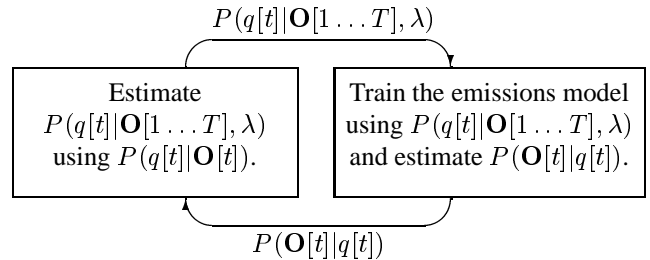 P(q[t]|O[1...T], λ)
Estimate
P(q[t]|O[1...T], λ)
using P(q[t]|O[t]).
Train the emissions model
using P(q[t]|O[1...T], λ)
and estimate P(O[t]|q[t]).
P(O[t]|q[t])